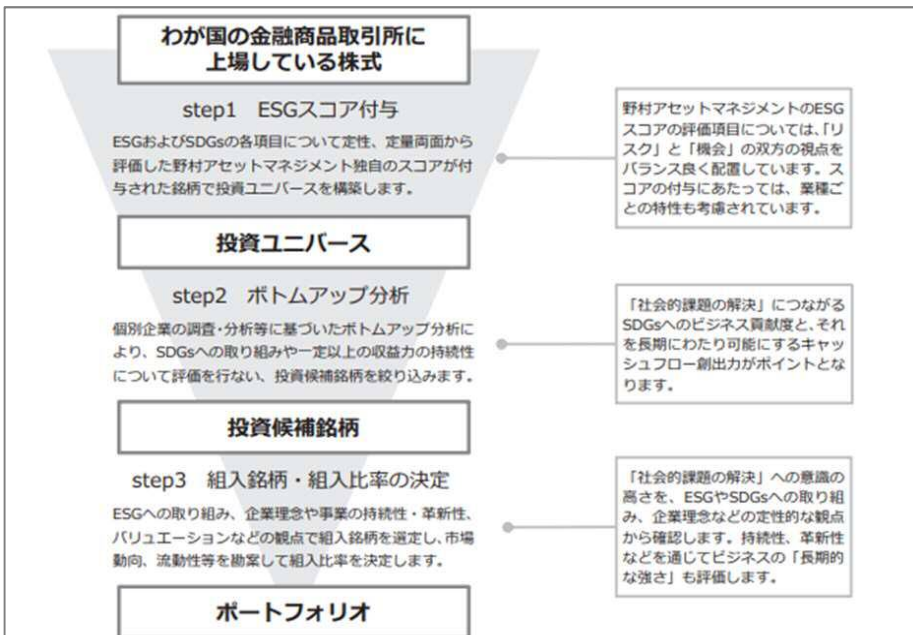 わが国の金融商品取引所に
上場している株式
step1 ESGスコア付与
ESGおよびSDGsの各項目について定性、定量両面から
評価した野村アセットマネジメント独自のスコアが付
与された銘柄で投資ユニバースを構築します。
野村アセットマネジメントのESG
スコアの評価項目については、「リ
スク」と「機会」の双方の視点を
バランス良く配置しています。ス
コアの付与にあたっては、業種ご
との特性も考慮されています。
投資ユニバース
step2 ボトムアップ分析
個別企業の調査・分析等に基づいたボトムアップ分析に
より、SDGsへの取り組みや一定以上の収益力の持続性
について評価を行ない、投資候補銘柄を絞り込みます。
「社会的課題の解決」につながる
SDGsへのビジネス貢献度と、それ
を長期にわたり可能にするキャッ
シュフロー創出力がポイントとな
ります。
投資候補銘柄
step3 組入銘柄・組入比率の決定
ESGへの取り組み、企業理念や事業の持続性・革新性、
バリュエーションなどの観点で組入銘柄を選定し、市場
動向、流動性等を勘案して組入比率を決定します。
「社会的課題の解決」への意識の
高さを、ESGやSDGsへの取り組
み、企業理念などの定性的な観点
から確認します。持続性、革新性
などを通じてビジネスの「長期的
な強さ」も評価します。
ポートフォリオ